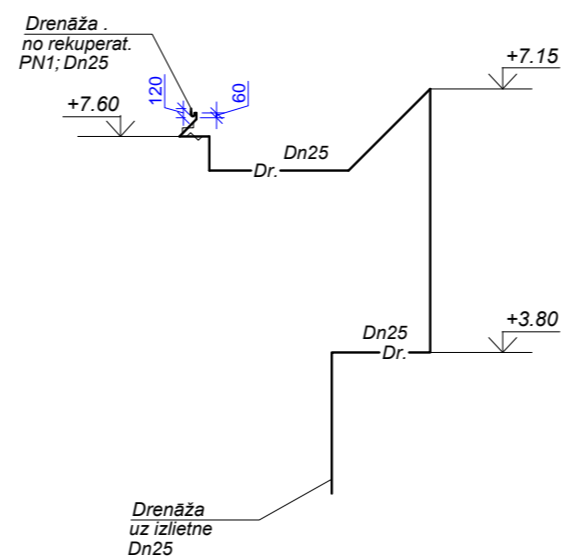 Drenāža .
no rekuperat.
PN1; Dn25
+7.60
120
60
+7.15
Dn25
Dr.
+3.80
Dn25
Dr.
Drenāža
uz izlietne
Dn25